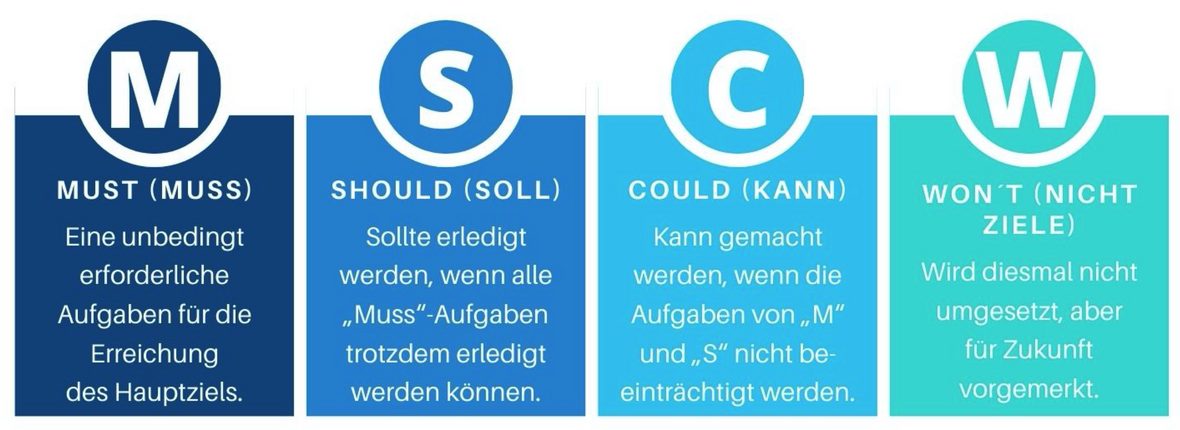 M
MUST (MUSS)
Eine unbedingt
erforderliche
Aufgaben für die
Erreichung
des Hauptziels.
S
SHOULD (SOLL)
Sollte erledigt
werden, wenn alle
„Muss“-Aufgaben
trotzdem erledigt
werden können.
C
COULD (KANN)
Kann gemacht
werden, wenn die
Aufgaben von „M“
und „S“ nicht be-
einträchtigt werden.
W
WON´T (NICHT
ZIELE)
Wird diesmal nicht
umgesetzt, aber
für Zukunft
vorgemerkt.